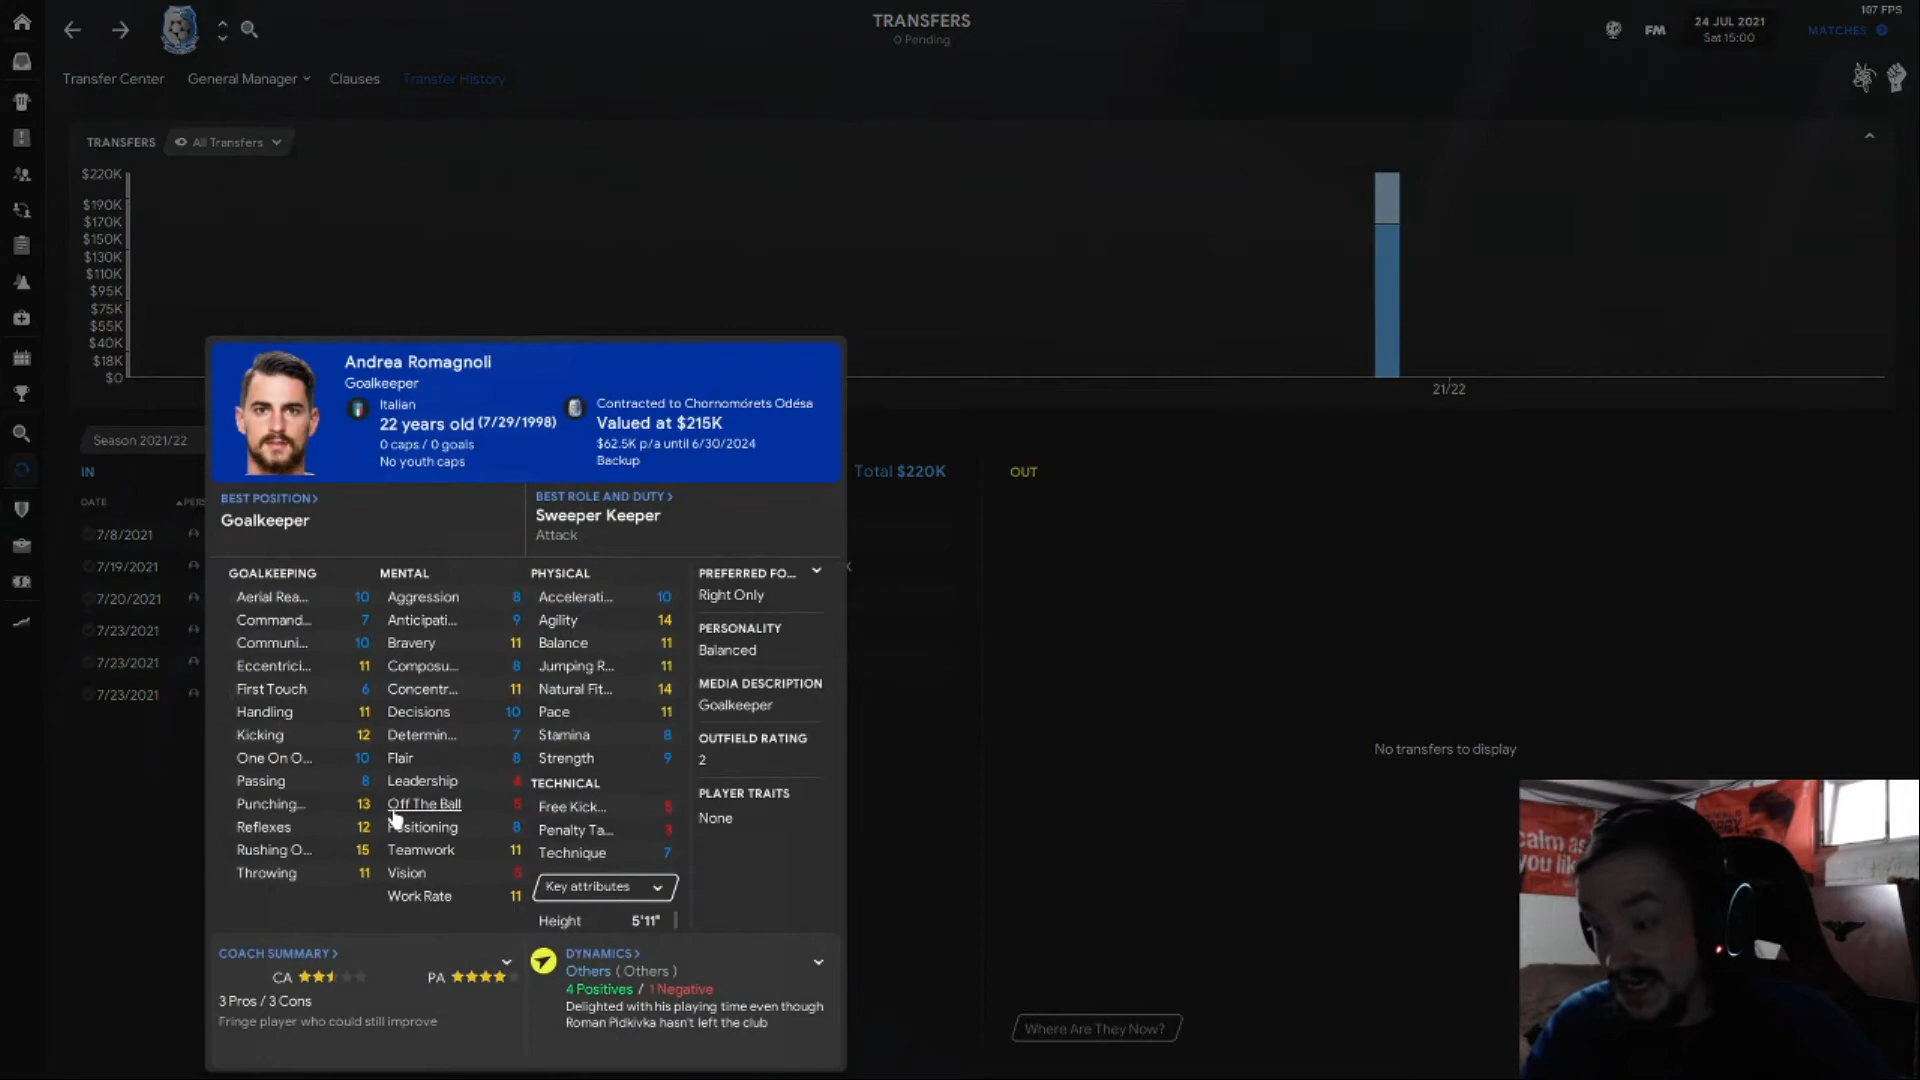 107 FPS
TRANSFERS
0 Pending
FM
24 JUL 2021
Sat 15:00
MATCHES
Transfer Center
General Manager
Clauses
Transfer History
TRANSFERS
All Transfers
$220K
$190K
$170K
$150K
$130K
$110K
$95K
$75K
$55K
$40K
$18K
$0
21/22
Season 2021/22
IN
Total $220K
OUT
DATE
PERS
7/8/2021
7/19/2021
7/20/2021
7/23/2021
7/23/2021
7/23/2021
K
Andrea Romagnoli
Goalkeeper
Italian
22 years old (7/29/1998)
0 caps / 0 goals
No youth caps
Contracted to Chornomórets Odésa
Valued at $215K
$62.5K p/a until 6/30/2024
Backup
BEST POSITION>
Goalkeeper
BEST ROLE AND DUTY>
Sweeper Keeper
Attack
GOALKEEPING
Aerial Rea... 10
Command... 7
Communi... 10
Eccentrici... 11
First Touch 6
Handling 11
Kicking 12
One On O... 10
Passing 8
Punching... 13
Reflexes 12
Rushing O... 15
Throwing 11
MENTAL
Aggression 8
Anticipati... 9
Bravery 11
Composu... 8
Concentr... 11
Decisions 10
Determin... 7
Flair 8
Leadership 4
Off The Ball 5
Positioning 8
Teamwork 11
Vision 5
Work Rate 11
PHYSICAL
Accelerati... 10
Agility 14
Balance 11
Jumping R... 11
Natural Fit... 14
Pace 11
Stamina 8
Strength 9
TECHNICAL
Free Kick... 5
Penalty Ta... 3
Technique 7
Key attributes
Height 5'11"
PREFERRED FO...
Right Only
PERSONALITY
Balanced
MEDIA DESCRIPTION
Goalkeeper
OUTFIELD RATING
2
PLAYER TRAITS
None
COACH SUMMARY>
CA
PA
3 Pros / 3 Cons
Fringe player who could still improve
DYNAMICS>
Others ( Others )
4 Positives / 1 Negative
Delighted with his playing time even though
Roman Pidkivka hasn't left the club
No transfers to display
Where Are They Now?
calm as
you lik